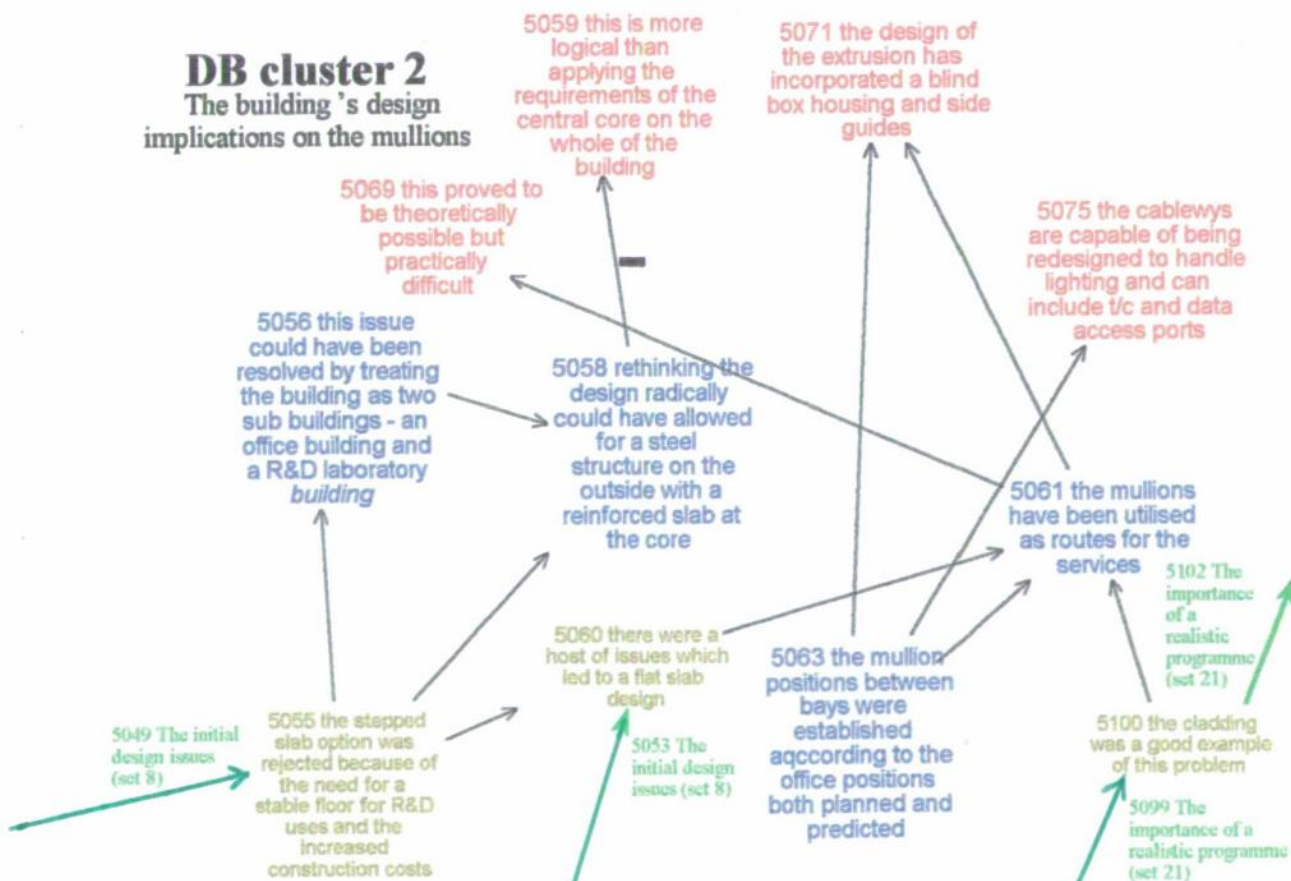 DB cluster 2
The building 's design
implications on the mullions
5059 this is more
logical than
applying the
requirements of the
central core on the
whole of the
building
5071 the design of
the extrusion has
incorporated a blind
box housing and side
guides
5069 this proved to
be theoretically
possible but
practically
difficult
5075 the cablewys
are capable of being
redesigned to handle
lighting and can
include t/c and data
access ports
5056 this issue
could have been
resolved by treating
the building as two
sub buildings - an
office building and
a R&D laboratory
building
5058 rethinking the
design radically
could have allowed
for a steel
structure on the
outside with a
reinforced slab at
the core
5061 the mullions
have been utilised
as routes for the
services
5102 The
importance
of a
realistic
programme
(set 21)
5060 there were a
host of issues which
led to a flat slab
design
5063 the mullion
positions between
bays were
established
aqccording to the
office positions
both planned and
predicted
5049 The initial
design issues
(set 8)
5055 the stepped
slab option was
rejected because of
the need for a
stable floor for R&D
uses and the
increased
construction costs
5053 The
initial design
issues (set 8)
5100 the cladding
was a good example
of this problem
5099 The
importance of a
realistic programme
(set 21)